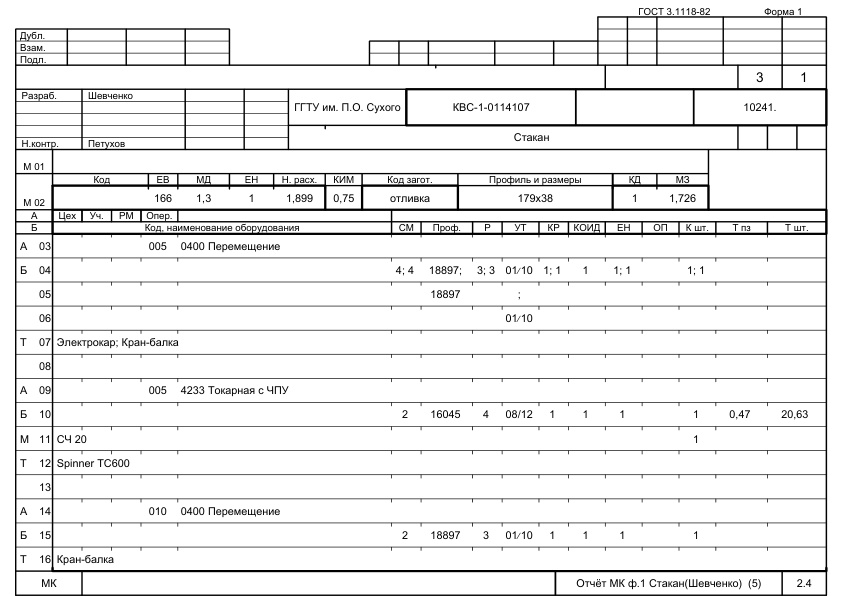 ГОСТ 3.1118-82 Форма 1
Дубл.
Взам.
Подл.
3 1
Разраб. Шевченко
ГГТУ им. П.О. Сухого КВС-1-0114107 10241.
Стакан
Н.контр. Петухов
М 01
Код ЕВ МД ЕН Н. расх. КИМ Код загот. Профиль и размеры КД МЗ
М 02 166 1,3 1 1,899 0,75 отливка 179x38 1 1,726
А Цех Уч. РМ Опер.
Б Код, наименование оборудования СМ Проф. Р УТ КР КОИД ЕН ОП К шт. Т пз Т шт.
А 03 005 0400 Перемещение
Б 04 4; 4 18897; 3; 3 01/10 1; 1 1 1; 1 1; 1
05 18897 ;
06 01/10
Т 07 Электрокар; Кран-балка
08
А 09 005 4233 Токарная с ЧПУ
Б 10 2 16045 4 08/12 1 1 1 1 0,47 20,63
М 11 СЧ 20 1
Т 12 Spinner TC600
13
А 14 010 0400 Перемещение
Б 15 2 18897 3 01/10 1 1 1 1
Т 16 Кран-балка
МК Отчёт МК ф.1 Стакан(Шевченко) (5) 2.4